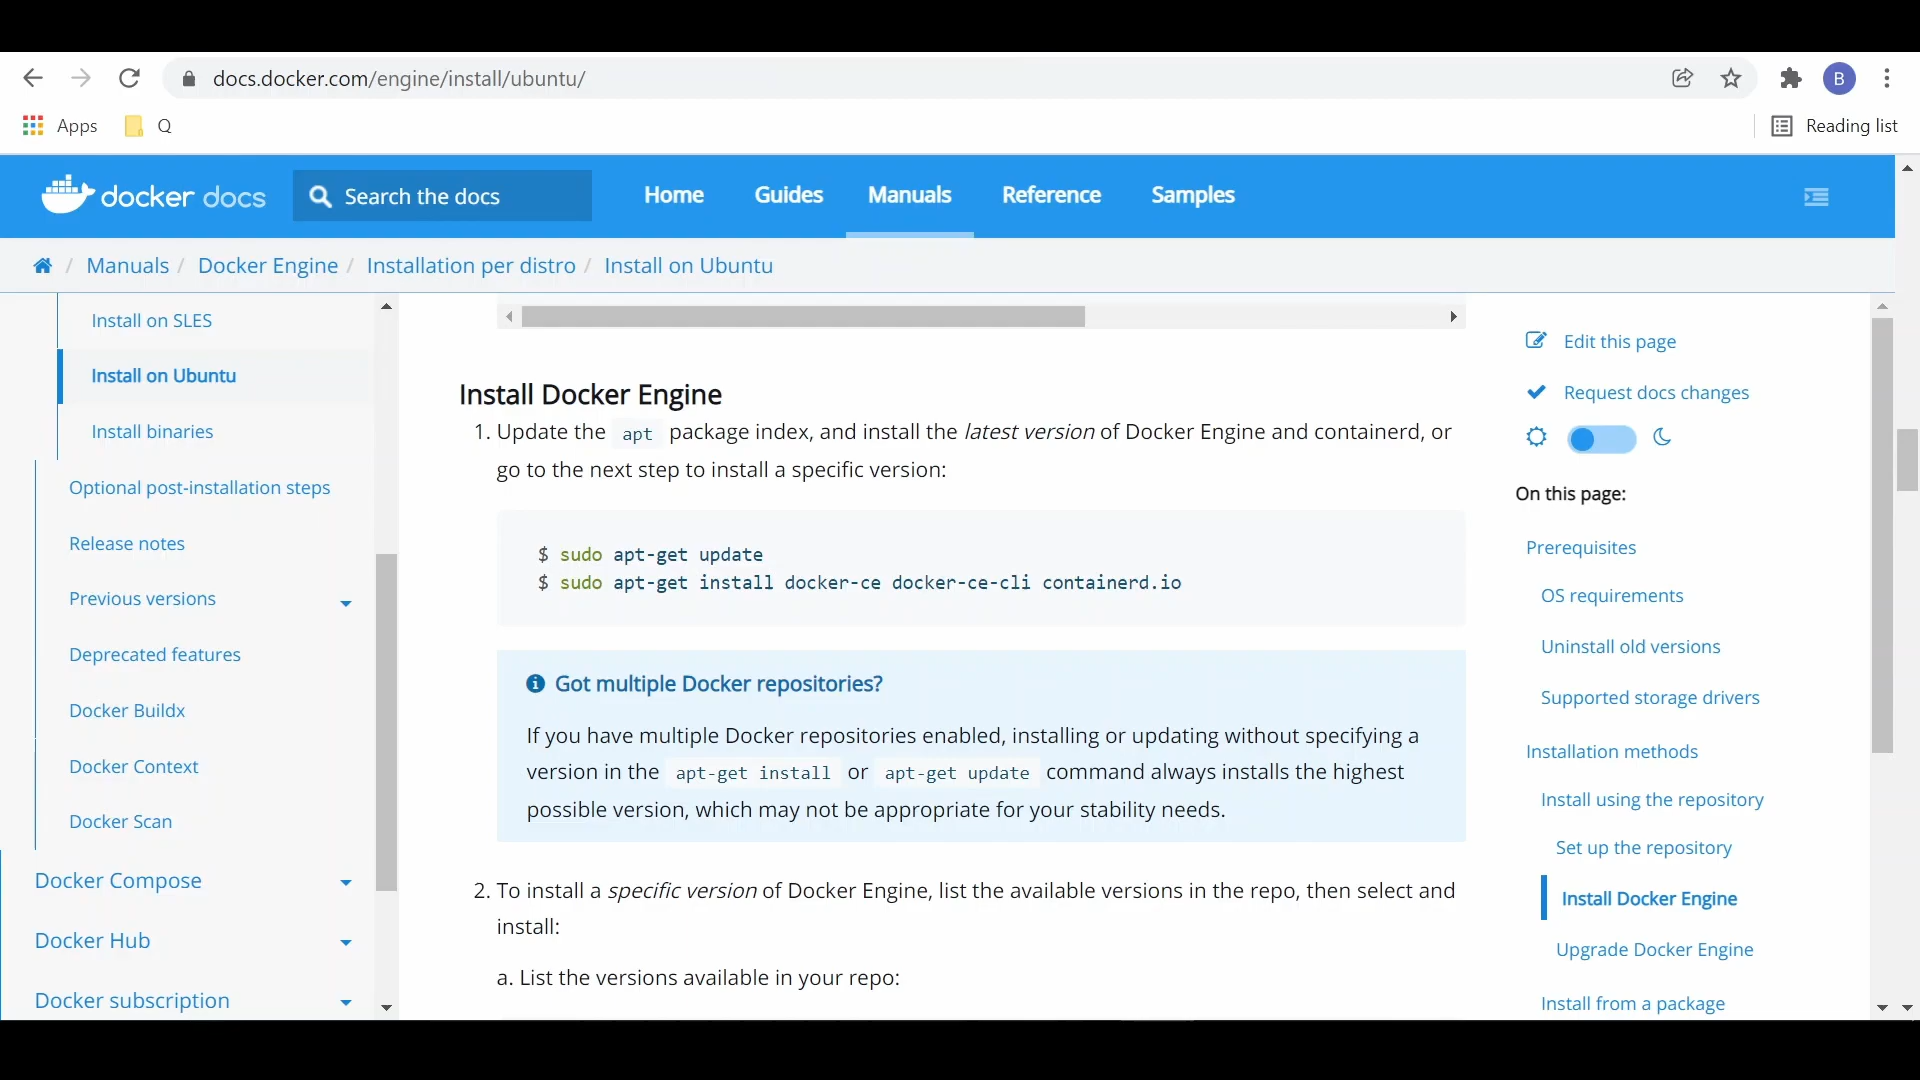 docs.docker.com/engine/install/ubuntu/
B
Apps
Q
Reading list
docker docs
Search the docs
Home
Guides
Manuals
Reference
Samples
/ Manuals / Docker Engine / Installation per distro / Install on Ubuntu
Install on SLES
Install on Ubuntu
Install binaries
Optional post-installation steps
Release notes
Previous versions
Deprecated features
Docker Buildx
Docker Context
Docker Scan
Docker Compose
Docker Hub
Docker subscription
Install Docker Engine
1. Update the apt package index, and install the latest version of Docker Engine and containerd, or
go to the next step to install a specific version:
$ sudo apt-get update
$ sudo apt-get install docker-ce docker-ce-cli containerd.io
Got multiple Docker repositories?
If you have multiple Docker repositories enabled, installing or updating without specifying a
version in the apt-get install or apt-get update command always installs the highest
possible version, which may not be appropriate for your stability needs.
2. To install a specific version of Docker Engine, list the available versions in the repo, then select and
install:
a. List the versions available in your repo:
Edit this page
Request docs changes
On this page:
Prerequisites
OS requirements
Uninstall old versions
Supported storage drivers
Installation methods
Install using the repository
Set up the repository
Install Docker Engine
Upgrade Docker Engine
Install from a package